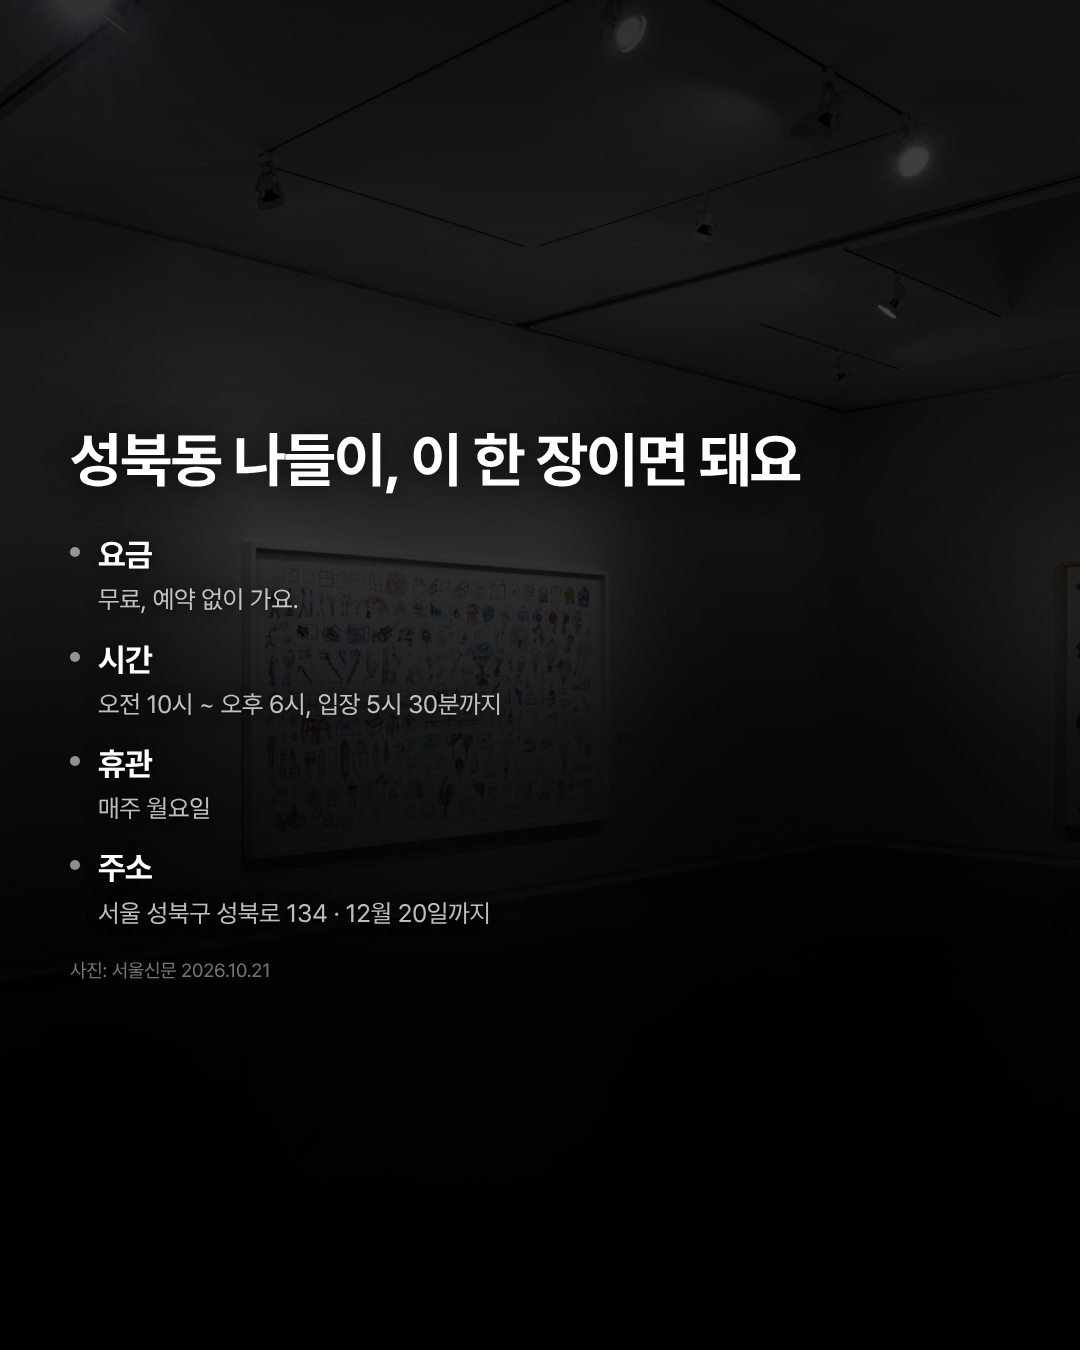 성북동 나들이, 이 한 장이면 돼요
• 요금
무료, 예약 없이 가요.
• 시간
오전 10시 ~ 오후 6시, 입장 5시 30분까지
• 휴관
매주 월요일
• 주소
서울 성북구 성북로 134 · 12월 20일까지
사진: 서울신문 2026.10.21